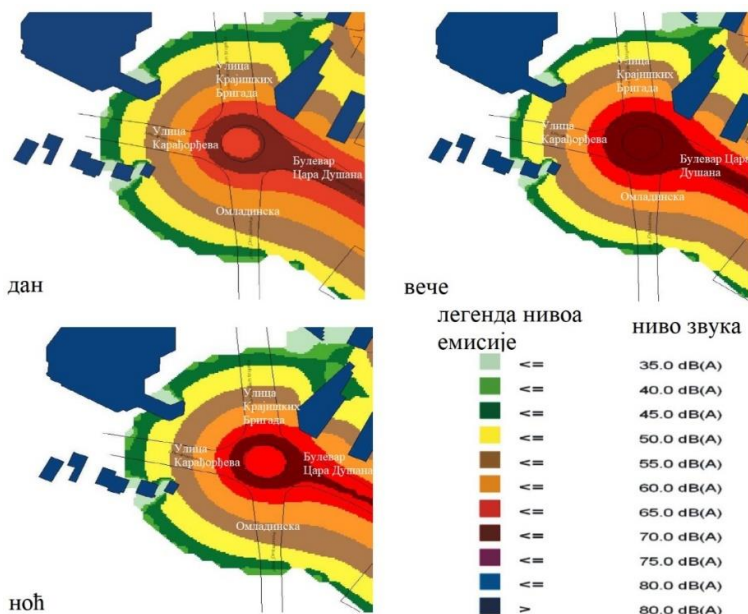 Улица
Крајишких
Бригада
Улица
Карађорђева
Булевар
Цара Душана
Омладинска
дан
Улица
Крајишких
Бригада
Улица
Карађорђева
Булевар Цара
Душана
Омладинска
вече
Улица
Крајишких
Бригада
Улица
Карађорђева
Булевар
Цара Душана
Омладинска
ноћ
легенда нивоа
емисије
ниво звука
<= 35.0 dB(A)
<= 40.0 dB(A)
<= 45.0 dB(A)
<= 50.0 dB(A)
<= 55.0 dB(A)
<= 60.0 dB(A)
<= 65.0 dB(A)
<= 70.0 dB(A)
<= 75.0 dB(A)
<= 80.0 dB(A)
> 80.0 dB(A)